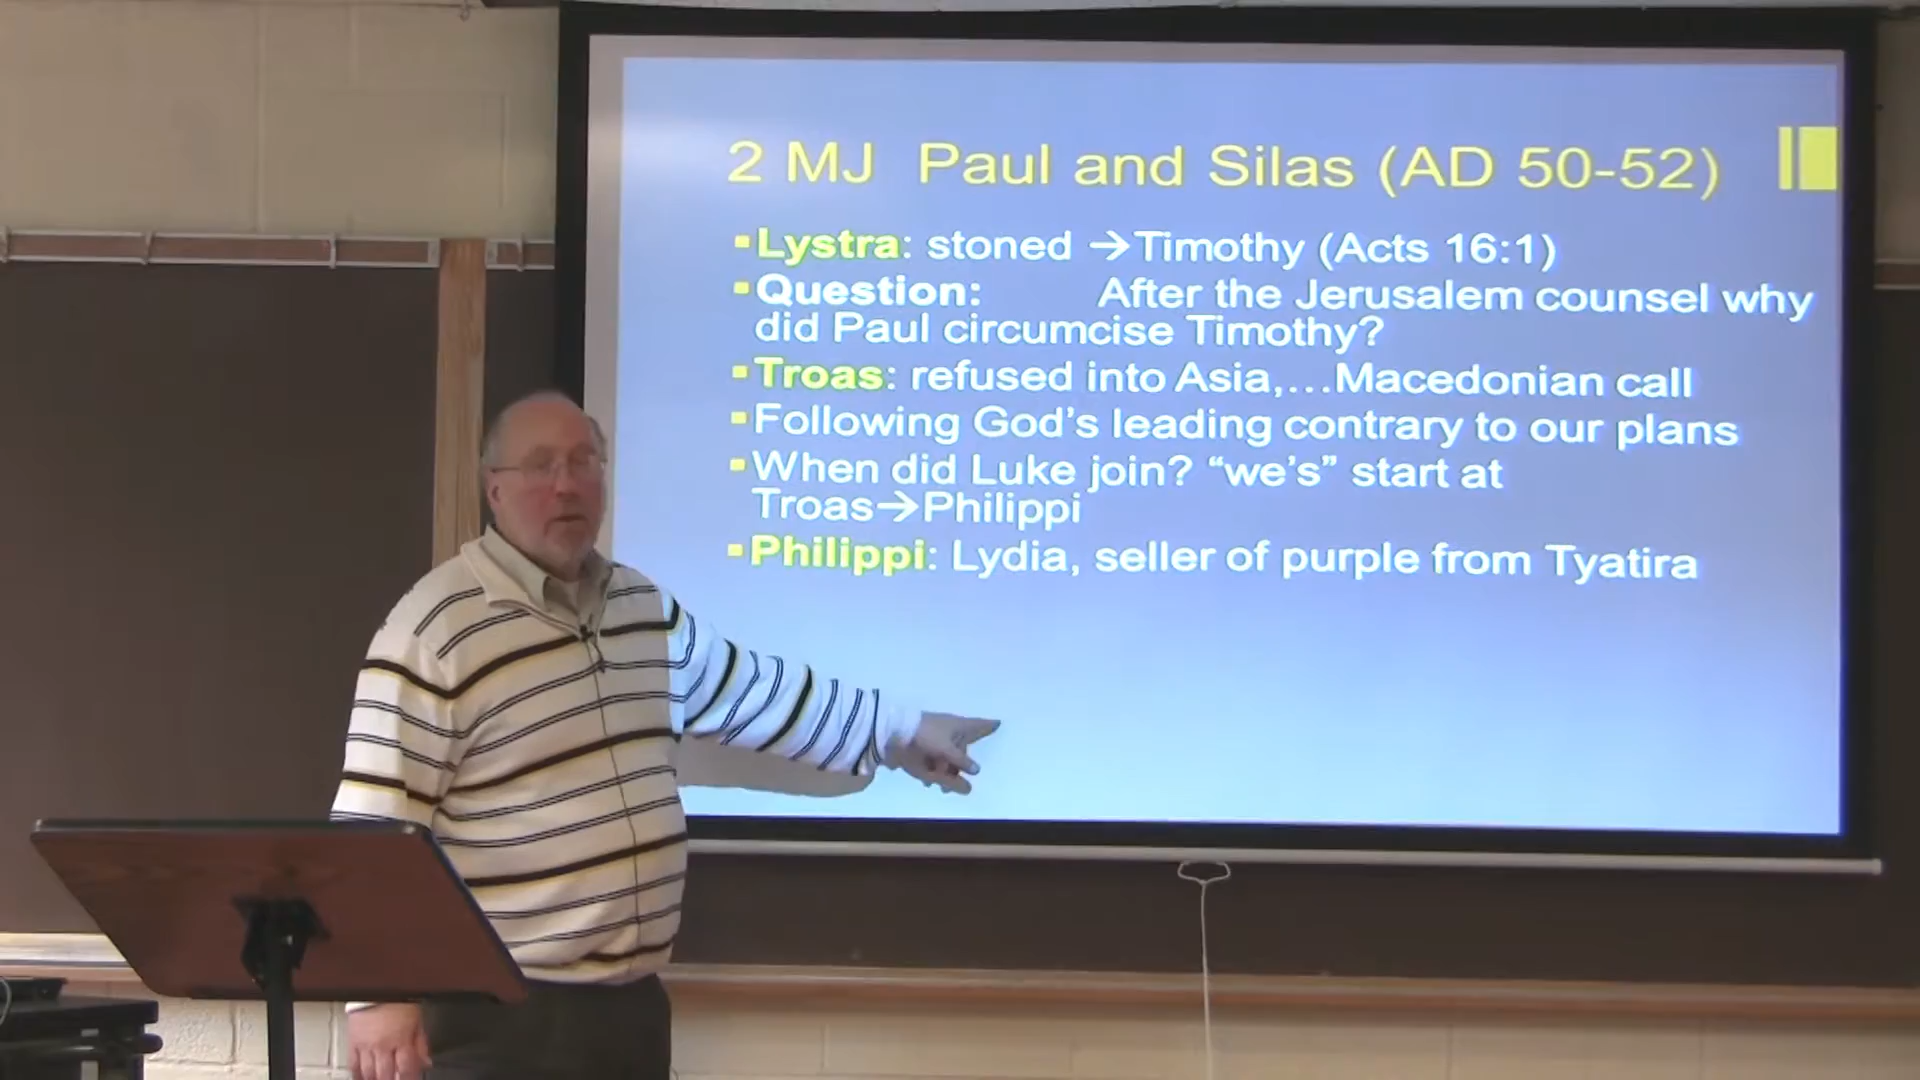 2 MJ Paul and Silas (AD 50-52)
▪Lystra: stoned →Timothy (Acts 16:1)
▪Question: After the Jerusalem counsel why
did Paul circumcise Timothy?
▪Troas: refused into Asia,…Macedonian call
▪Following God’s leading contrary to our plans
▪When did Luke join? “we’s” start at
Troas→Philippi
▪Philippi: Lydia, seller of purple from Tyatira